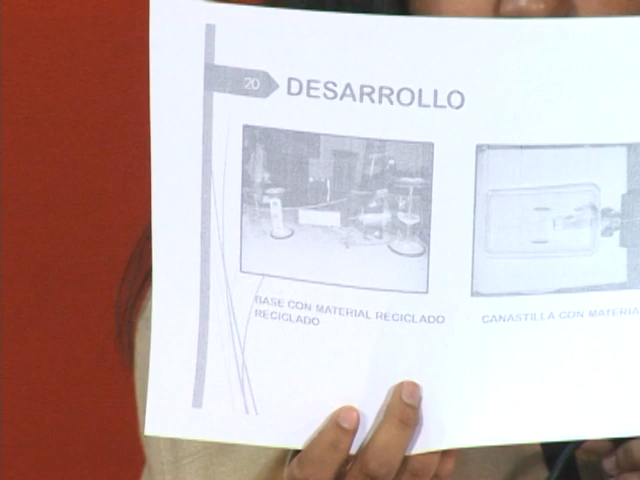 20
DESARROLLO
BASE CON MATERIAL RECICLADO
RECICLADO
CANASTILLA CON MATERIA